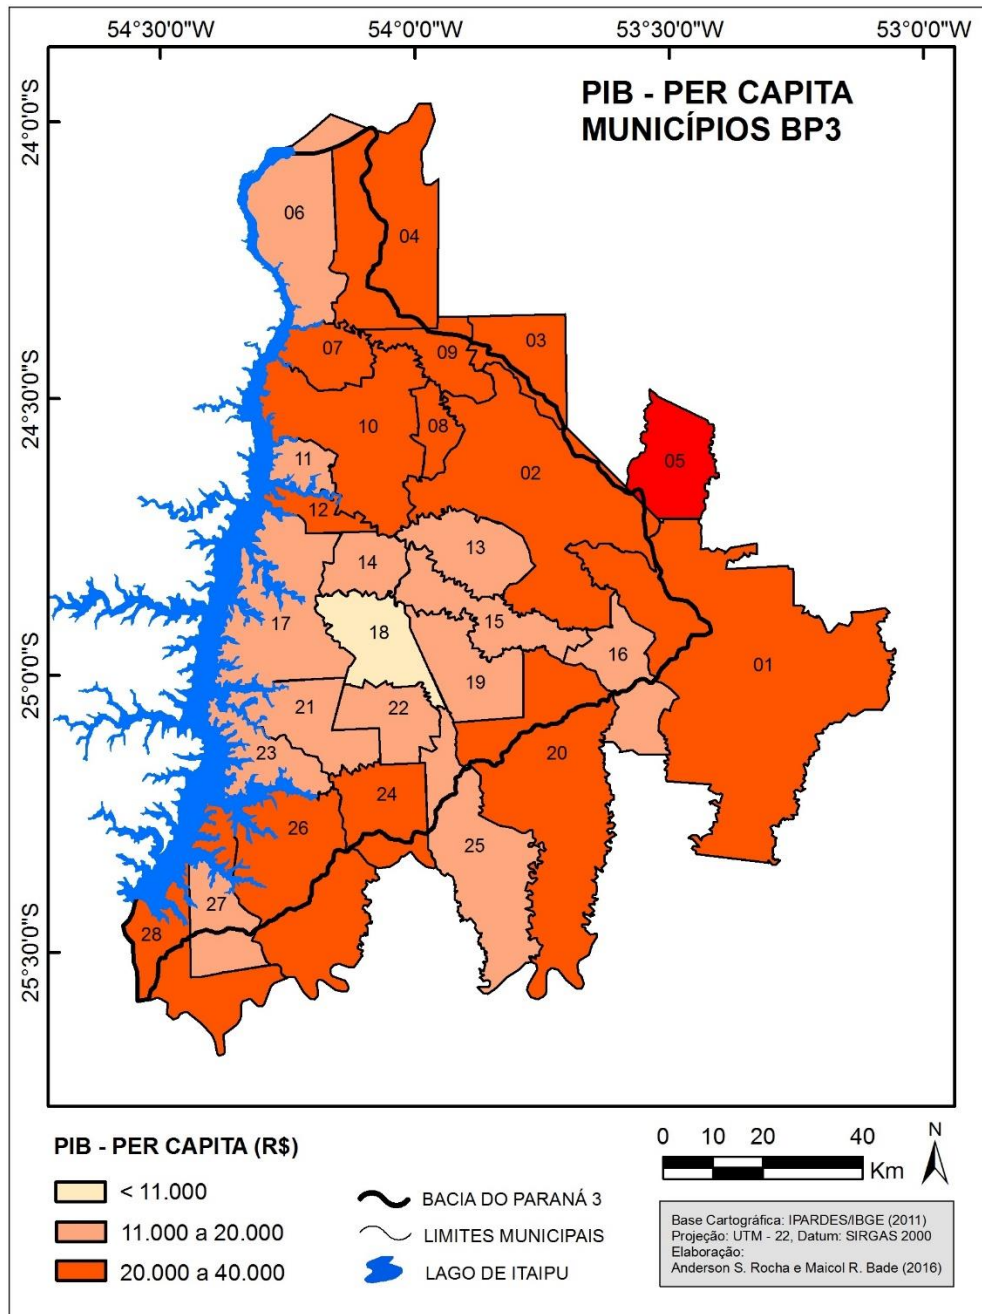 54°30'0"W 54°0'0"W 53°30'0"W 53°0'0"W
PIB - PER CAPITA
MUNICÍPIOS BP3
24°0'0"S
24°30'0"S
25°0'0"S
25°30'0"S
06
04
03
07
09
10
08
05
11
02
12
13
14
15
17
18
16
01
19
21
22
20
23
24
26
25
27
28
PIB - PER CAPITA (R$)
< 11.000
11.000 a 20.000
20.000 a 40.000
BACIA DO PARANÁ 3
LIMITES MUNICIPAIS
LAGO DE ITAIPU
0 10 20 40
Km
N
Base Cartográfica: IPARDES/IBGE (2011)
Projeção: UTM - 22, Datum: SIRGAS 2000
Elaboração:
Anderson S. Rocha e Maicol R. Bade (2016)